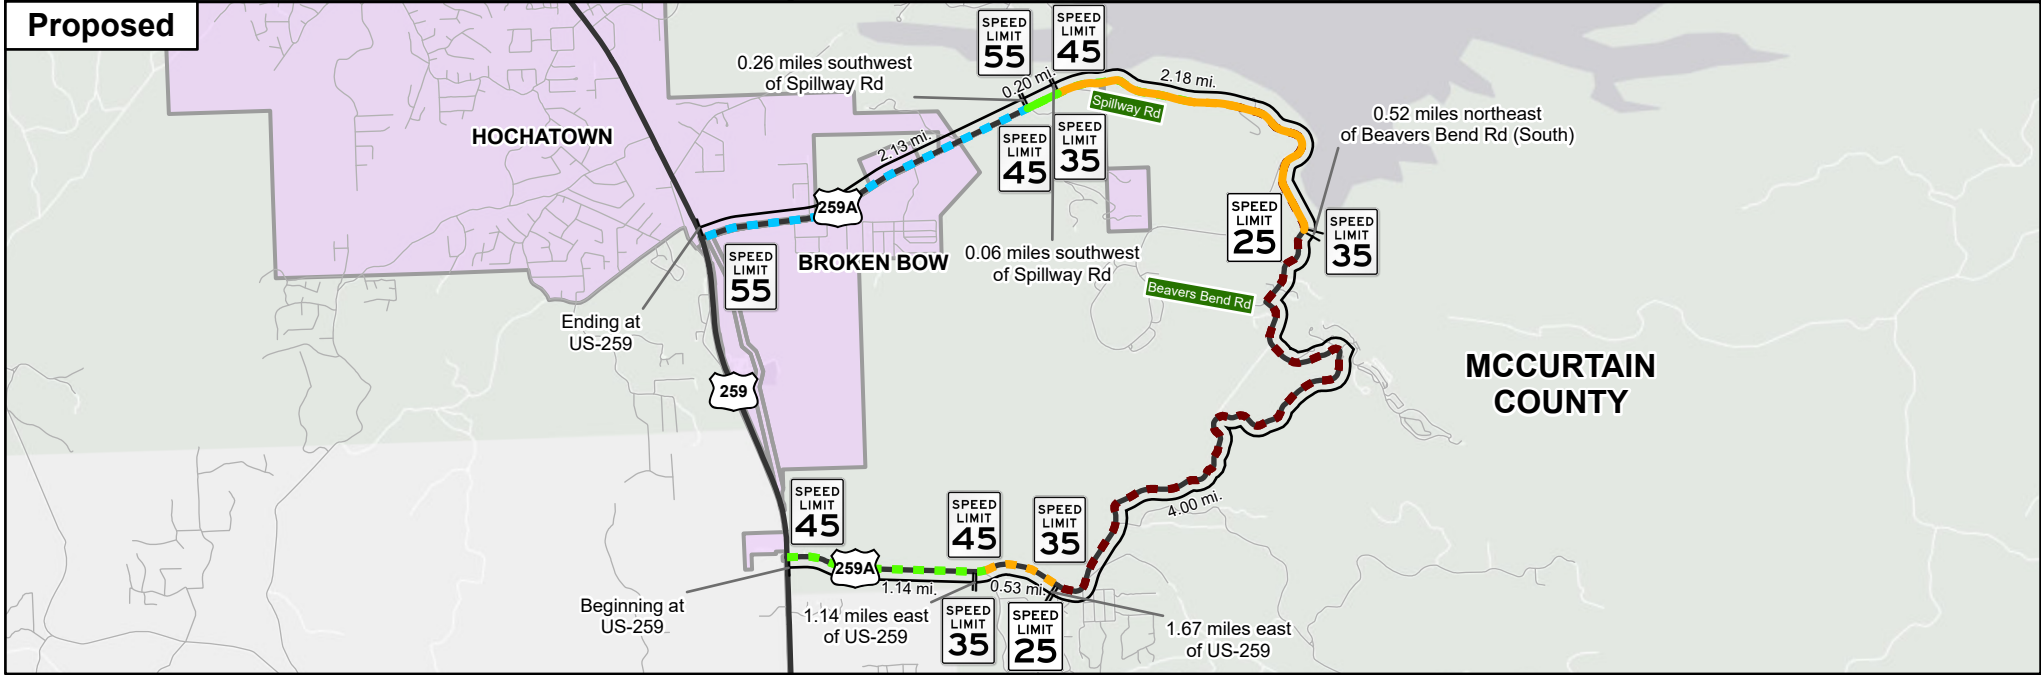 Proposed
SPEED
LIMIT
55
SPEED
LIMIT
45
0.26 miles southwest
of Spillway Rd
0.20 mi.
2.18 mi.
Spillway Rd
0.52 miles northeast
of Beavers Bend Rd (South)
HOCHATOWN
2.13 mi.
SPEED
LIMIT
45
SPEED
LIMIT
35
259A
SPEED
LIMIT
25
SPEED
LIMIT
35
BROKEN BOW
0.06 miles southwest
of Spillway Rd
SPEED
LIMIT
55
Beavers Bend Rd
Ending at
US-259
259
MCCURTAIN
COUNTY
SPEED
LIMIT
45
SPEED
LIMIT
45
SPEED
LIMIT
35
4.00 mi.
259A
1.14 mi.
0.53 mi.
Beginning at
US-259
1.14 miles east
of US-259
SPEED
LIMIT
35
SPEED
LIMIT
25
1.67 miles east
of US-259